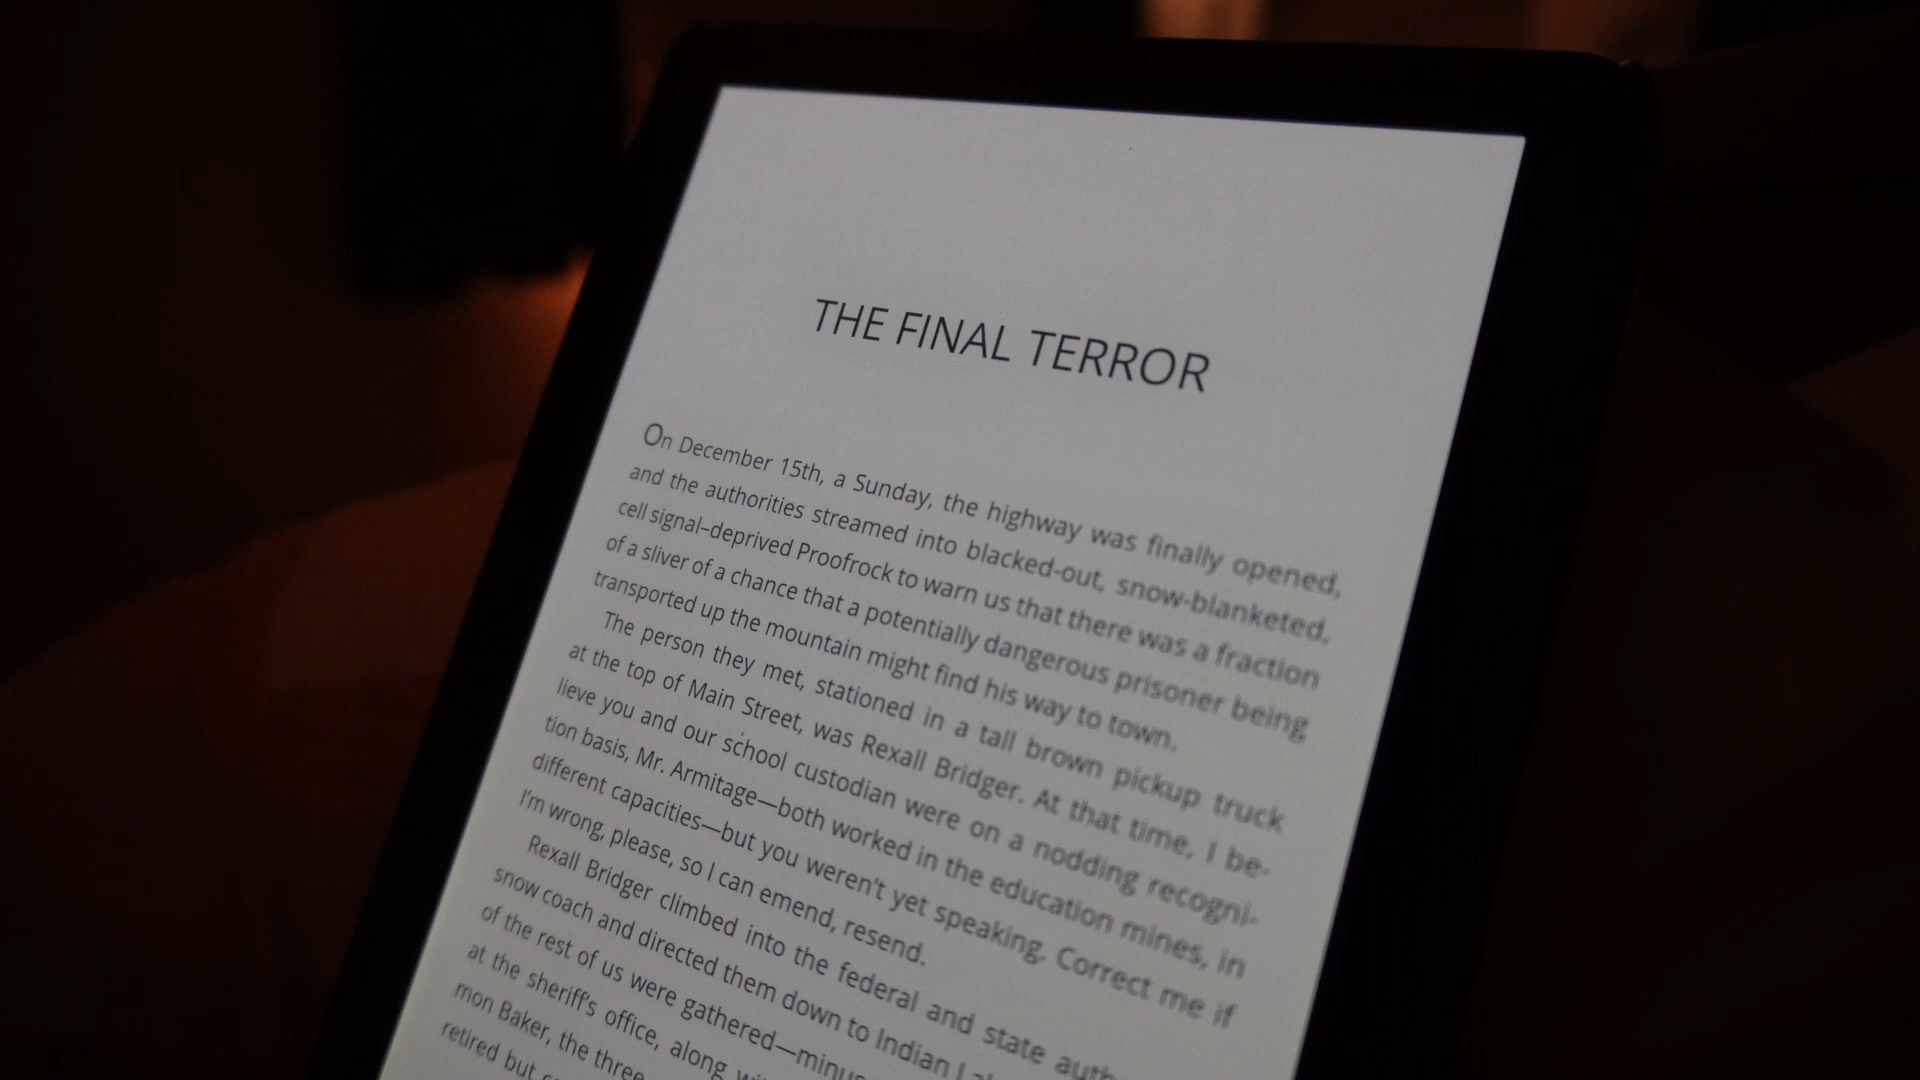 THE FINAL TERROR
On December 15th, a Sunday, the highway was finally opened,
and the authorities streamed into blacked-out, snow-blanketed,
cell signal–deprived Proofrock to warn us that there was a fraction
of a sliver of a chance that a potentially dangerous prisoner being
transported up the mountain might find his way to town.
The person they met, stationed in a tall brown pickup truck
at the top of Main Street, was Rexall Bridger. At that time, I be-
lieve you and our school custodian were on a nodding recogni-
tion basis, Mr. Armitage—both worked in the education mines, in
different capacities—but you weren't yet speaking. Correct me if
I'm wrong, please, so I can emend, resend.
Rexall Bridger climbed into the federal and state
snow coach and directed them down to Indian
of the rest of us were gathered—minus
at the sheriff's office, along
mon Baker, the three
retired but